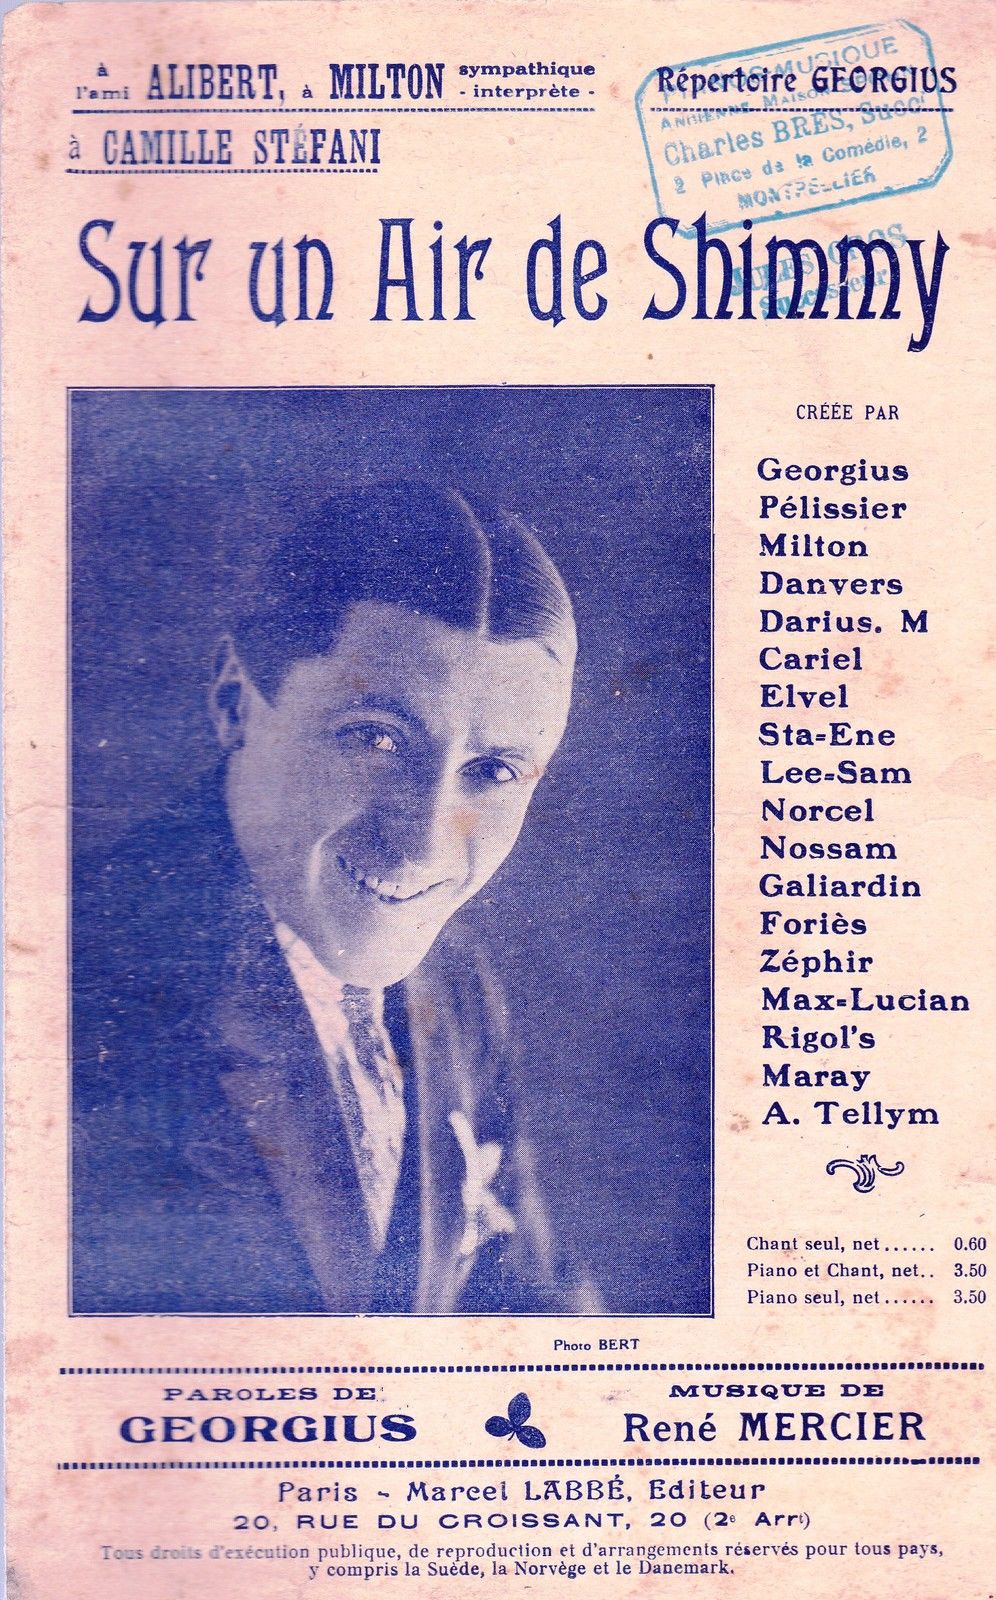 à l'ami ALIBERT, à MILTON sympathique - interprète -
à CAMILLE STÉFANI
Répertoire GEORGIUS
ANCIENNE MAISON
Charles BRES, Succr
2 Place de la Comédie, 2
MONTPELLIER
Successeur
Sur un Air de Shimmy
CRÉÉE PAR
Georgius
Pélissier
Milton
Danvers
Darius. M
Cariel
Elvel
Sta=Ene
Lee=Sam
Norcel
Nossam
Galiardin
Foriès
Zéphir
Max=Lucian
Rigol's
Maray
A. Tellym
Chant seul, net...... 0.60
Piano et Chant, net.. 3.50
Piano seul, net...... 3.50
Photo BERT
PAROLES DE
GEORGIUS
MUSIQUE DE
René MERCIER
Paris - Marcel LABBÉ, Editeur
20, RUE DU CROISSANT, 20 (2e Arrt)
Tous droits d'exécution publique, de reproduction et d'arrangements réservés pour tous pays,
y compris la Suède, la Norvège et le Danemark.